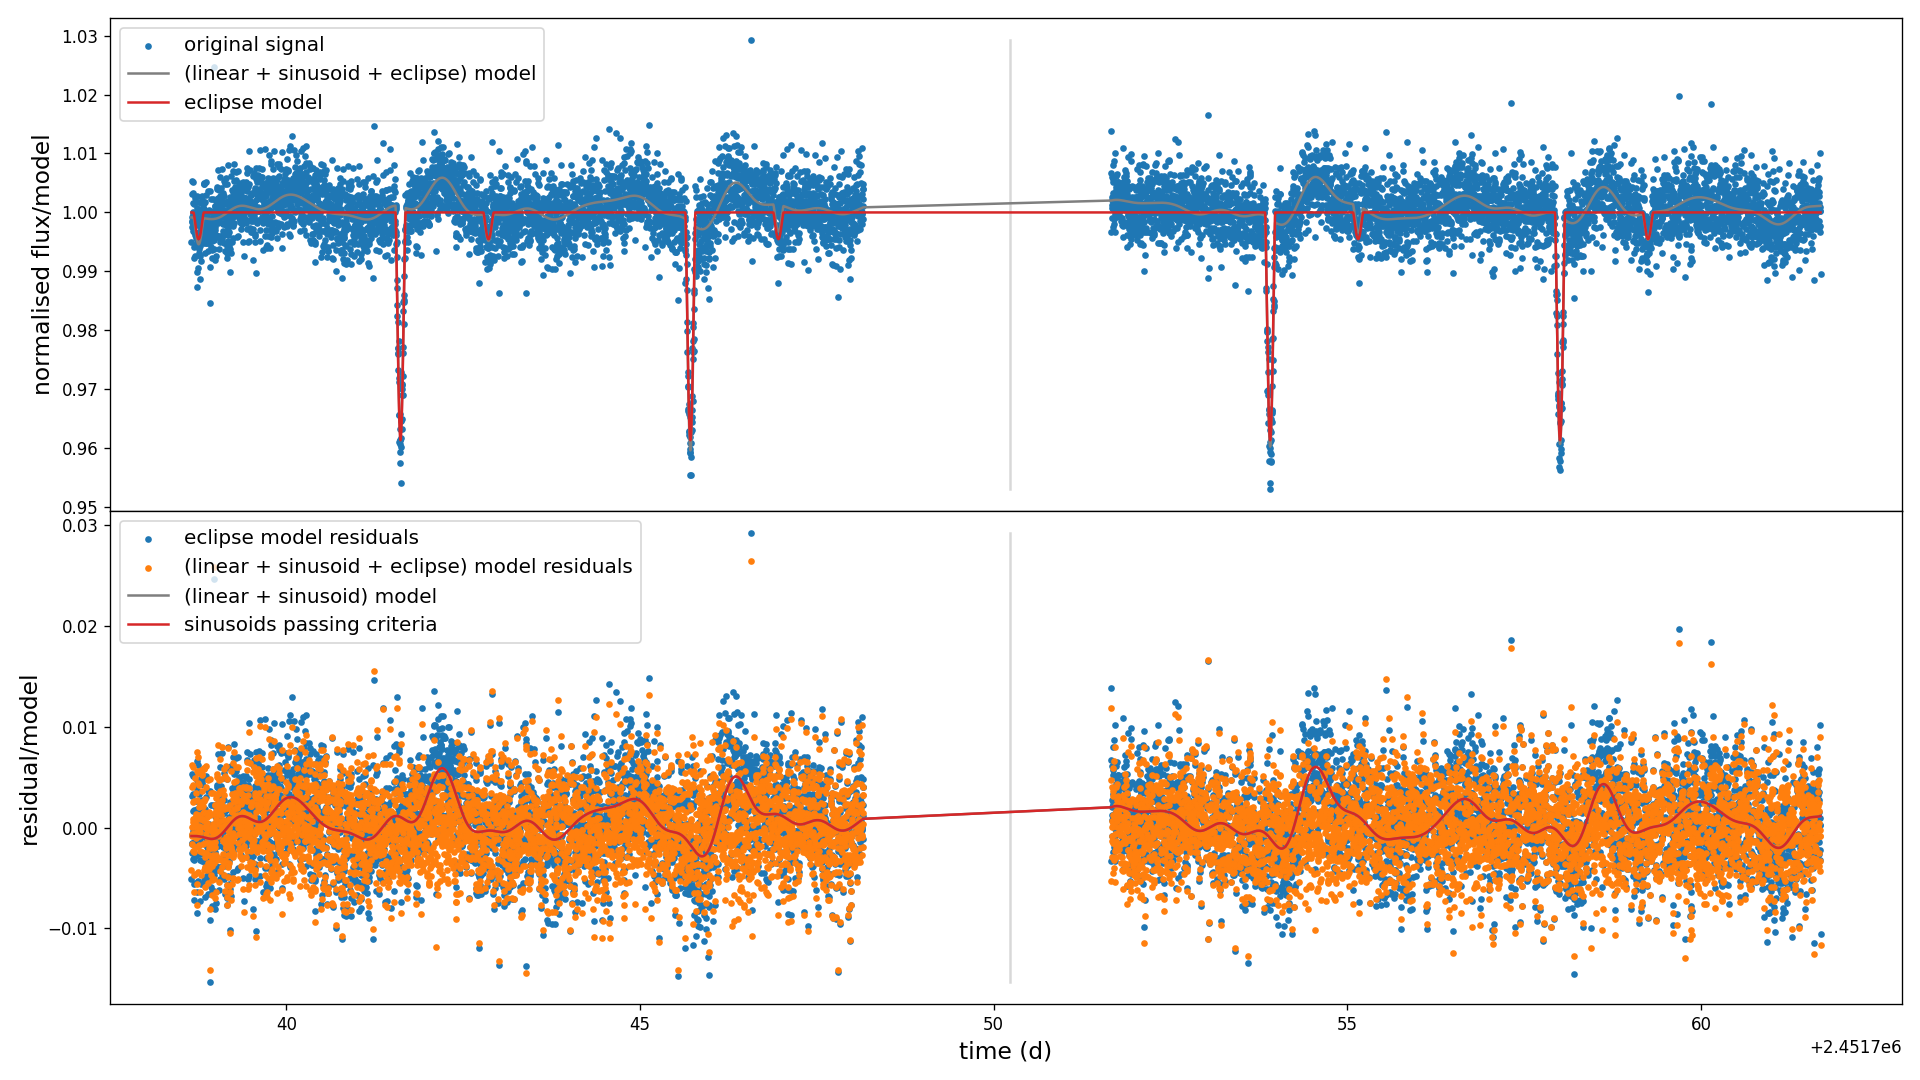 original signal
(linear + sinusoid + eclipse) model
eclipse model
normalised flux/model
1.03
1.02
1.01
1.00
0.99
0.98
0.97
0.96
0.95
eclipse model residuals
(linear + sinusoid + eclipse) model residuals
(linear + sinusoid) model
sinusoids passing criteria
residual/model
0.03
0.02
0.01
0.00
−0.01
40 45 50 55 60
time (d)
+2.4517e6